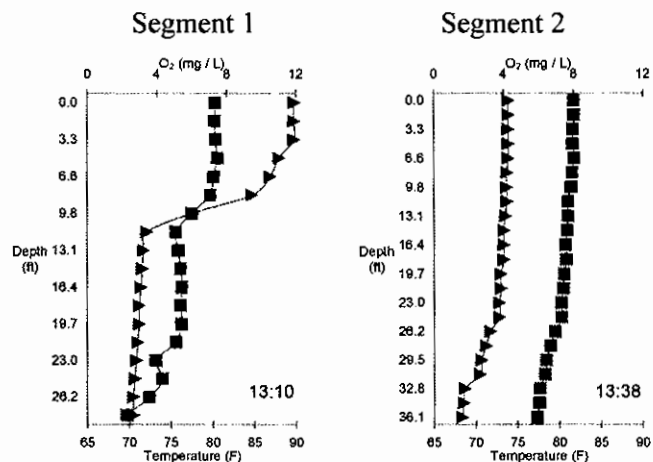 Segment 1
O₂ (mg / L)
0 4 8 12
0.0
3.3
6.6
9.8
Depth (ft)
13.1
16.4
19.7
23.0
26.2
13:10
65 70 75 80 85 90
Temperature (F)
Segment 2
O₂ (mg / L)
0 4 8 12
0.0
3.3
6.6
9.8
13.1
16.4
Depth (ft)
19.7
23.0
26.2
29.5
32.8
36.1
13:38
65 70 75 80 85 90
Temperature (F)